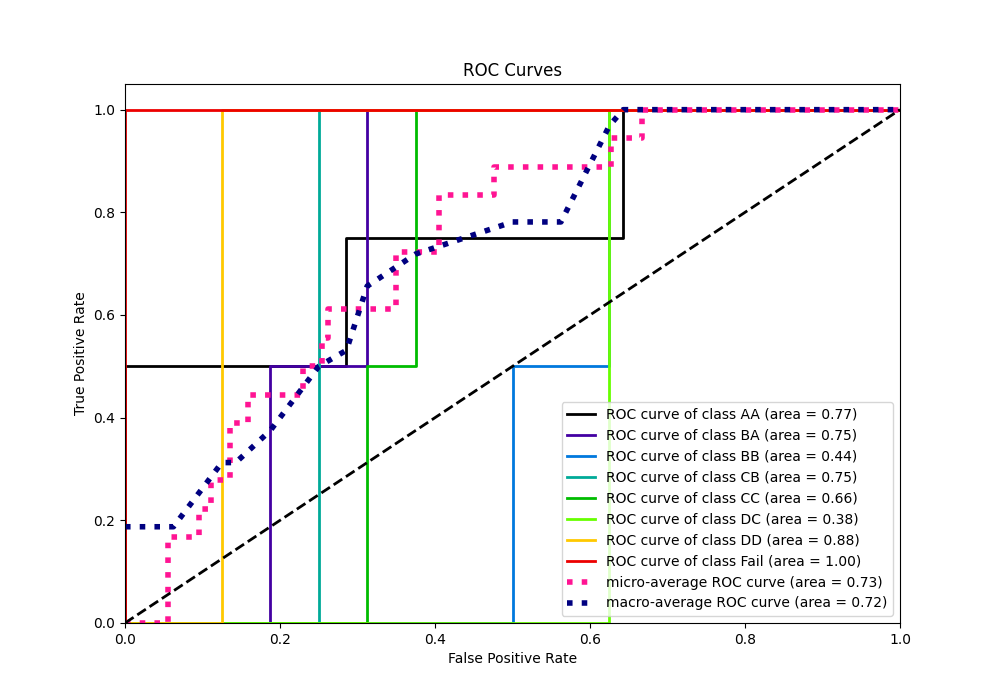 ROC Curves
True Positive Rate
1.0
0.8
0.6
0.4
0.2
0.0
ROC curve of class AA (area = 0.77)
ROC curve of class BA (area = 0.75)
ROC curve of class BB (area = 0.44)
ROC curve of class CB (area = 0.75)
ROC curve of class CC (area = 0.66)
ROC curve of class DC (area = 0.38)
ROC curve of class DD (area = 0.88)
ROC curve of class Fail (area = 1.00)
micro-average ROC curve (area = 0.73)
macro-average ROC curve (area = 0.72)
0.0 0.2 0.4 0.6 0.8 1.0
False Positive Rate